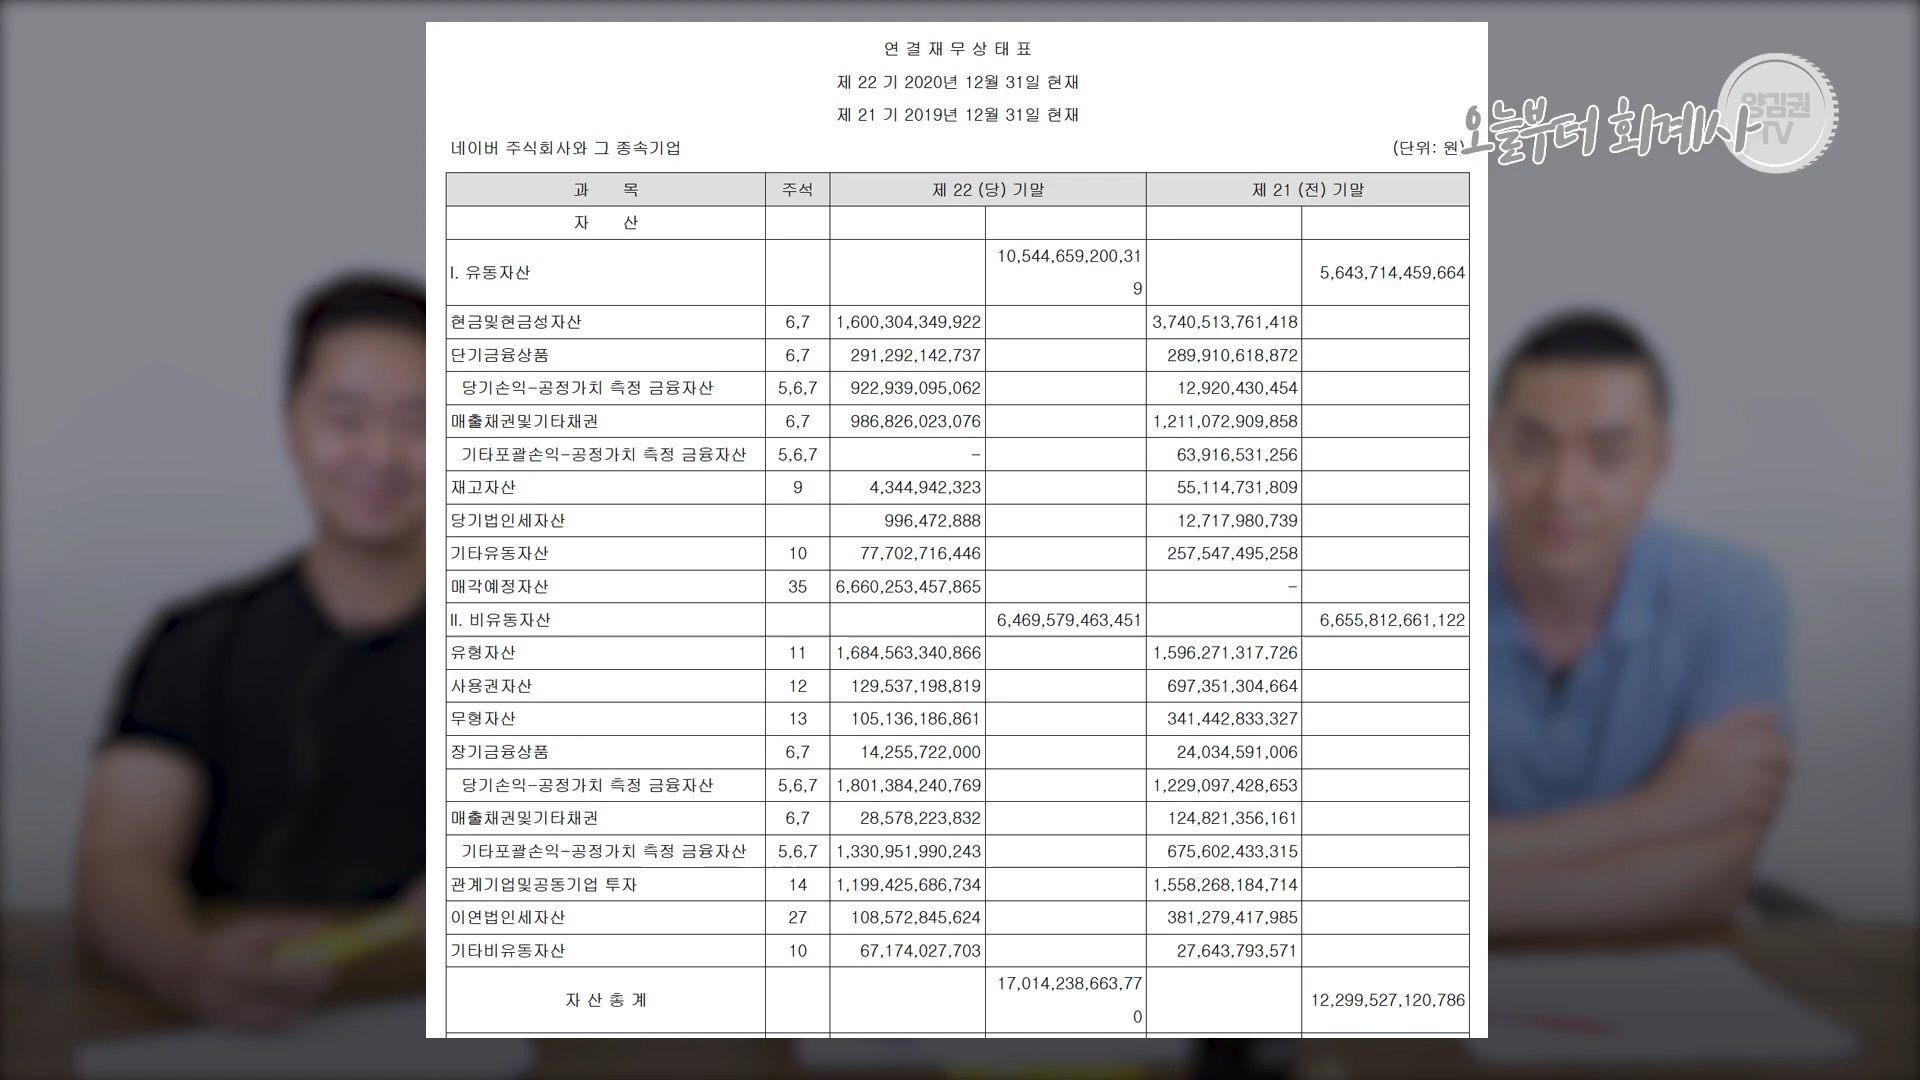 연 결 재 무 상 태 표
제 22 기 2020년 12월 31일 현재
제 21 기 2019년 12월 31일 현재
양김권
TV
오늘부터 회계사
네이버 주식회사와 그 종속기업 (단위: 원)
과 목 주석 제 22 (당) 기말 제 21 (전) 기말
자 산
I. 유동자산 10,544,659,200,319 5,643,714,459,664
현금및현금성자산 6,7 1,600,304,349,922 3,740,513,761,418
단기금융상품 6,7 291,292,142,737 289,910,618,872
당기손익-공정가치 측정 금융자산 5,6,7 922,939,095,062 12,920,430,454
매출채권및기타채권 6,7 986,826,023,076 1,211,072,909,858
기타포괄손익-공정가치 측정 금융자산 5,6,7 - 63,916,531,256
재고자산 9 4,344,942,323 55,114,731,809
당기법인세자산 996,472,888 12,717,980,739
기타유동자산 10 77,702,716,446 257,547,495,258
매각예정자산 35 6,660,253,457,865 -
II. 비유동자산 6,469,579,463,451 6,655,812,661,122
유형자산 11 1,684,563,340,866 1,596,271,317,726
사용권자산 12 129,537,198,819 697,351,304,664
무형자산 13 105,136,186,861 341,442,833,327
장기금융상품 6,7 14,255,722,000 24,034,591,006
당기손익-공정가치 측정 금융자산 5,6,7 1,801,384,240,769 1,229,097,428,653
매출채권및기타채권 6,7 28,578,223,832 124,821,356,161
기타포괄손익-공정가치 측정 금융자산 5,6,7 1,330,951,990,243 675,602,433,315
관계기업및공동기업 투자 14 1,199,425,686,734 1,558,268,184,714
이연법인세자산 27 108,572,845,624 381,279,417,985
기타비유동자산 10 67,174,027,703 27,643,793,571
자 산 총 계 17,014,238,663,770 12,299,527,120,786